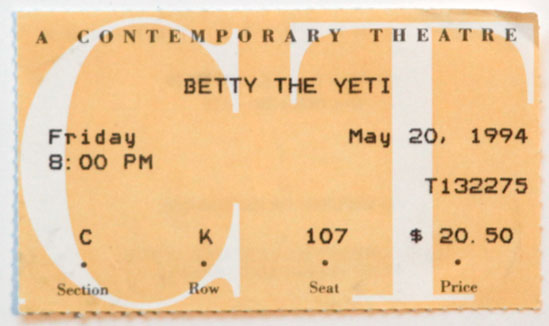 A CONTEMPORARY THEATRE
BETTY THE YETI
Friday May 20, 1994
8:00 PM
T132275
C K 107 $ 20.50
Section Row Seat Price
CT